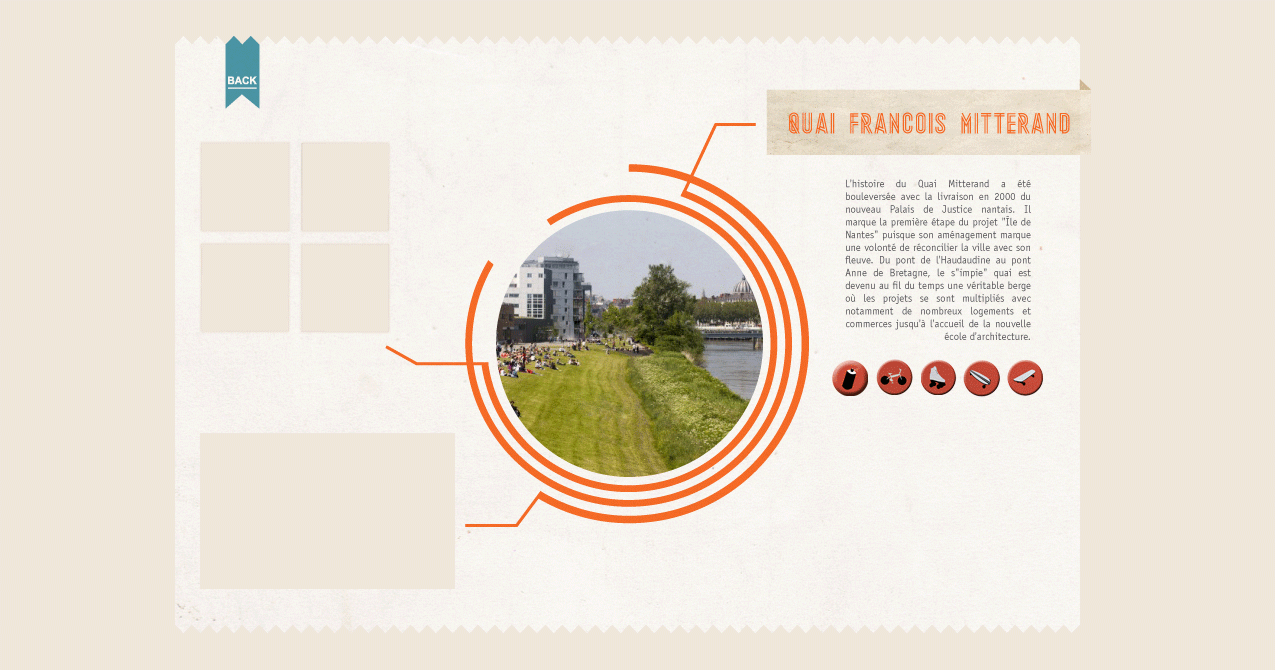 BACK
QUAI FRANCOIS MITTERAND
L'histoire du Quai Mitterand a été
bouleversée avec la livraison en 2000 du
nouveau Palais de Justice nantais. Il
marque la première étape du projet "Île de
Nantes" puisque son aménagement marque
une volonté de réconcilier la ville avec son
fleuve. Du pont de l'Haudaudine au pont
Anne de Bretagne, le s"impie" quai est
devenu au fil du temps une véritable berge
où les projets se sont multipliés avec
notamment de nombreux logements et
commerces jusqu'à l'accueil de la nouvelle
école d'architecture.